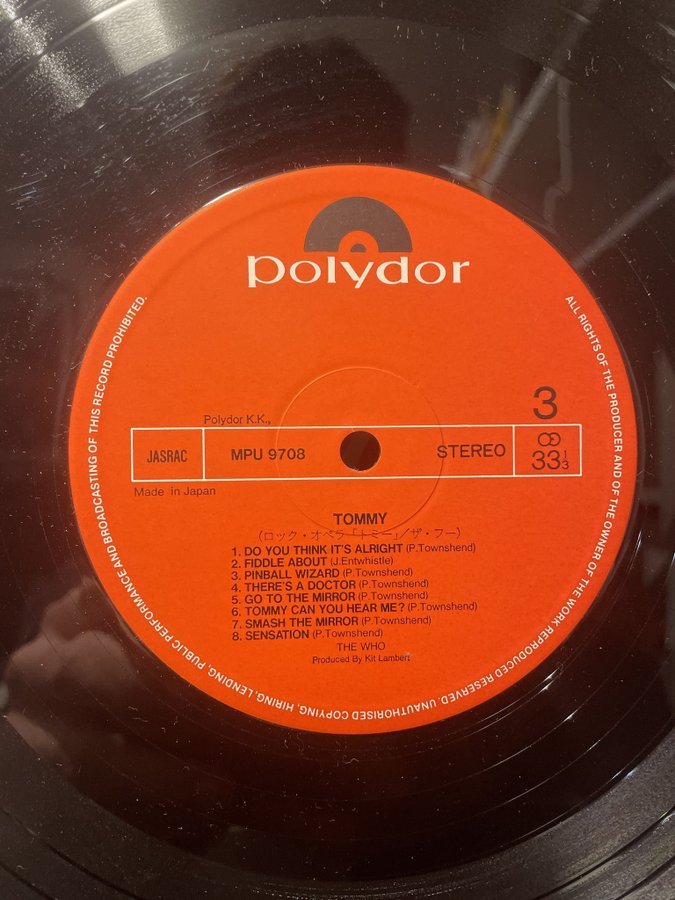 polydor
3
Polydor K.K.,
JASRAC
MPU 9708
STEREO
33 1/3
Made in Japan
TOMMY
(ロック・オペラ「トミー」/ザ・フー)
1. DO YOU THINK IT'S ALRIGHT (P.Townshend)
2. FIDDLE ABOUT (J.Entwhistle)
3. PINBALL WIZARD (P.Townshend)
4. THERE'S A DOCTOR (P.Townshend)
5. GO TO THE MIRROR (P.Townshend)
6. TOMMY CAN YOU HEAR ME? (P.Townshend)
7. SMASH THE MIRROR (P.Townshend)
8. SENSATION (P.Townshend)
THE WHO
Produced By Kit Lambert
ALL RIGHTS OF THE PRODUCER AND OF THE OWNER OF THE WORK REPRODUCED RESERVED. UNAUTHORISED COPYING, HIRING, LENDING, PUBLIC PERFORMANCE AND BROADCASTING OF THIS RECORD PROHIBITED.